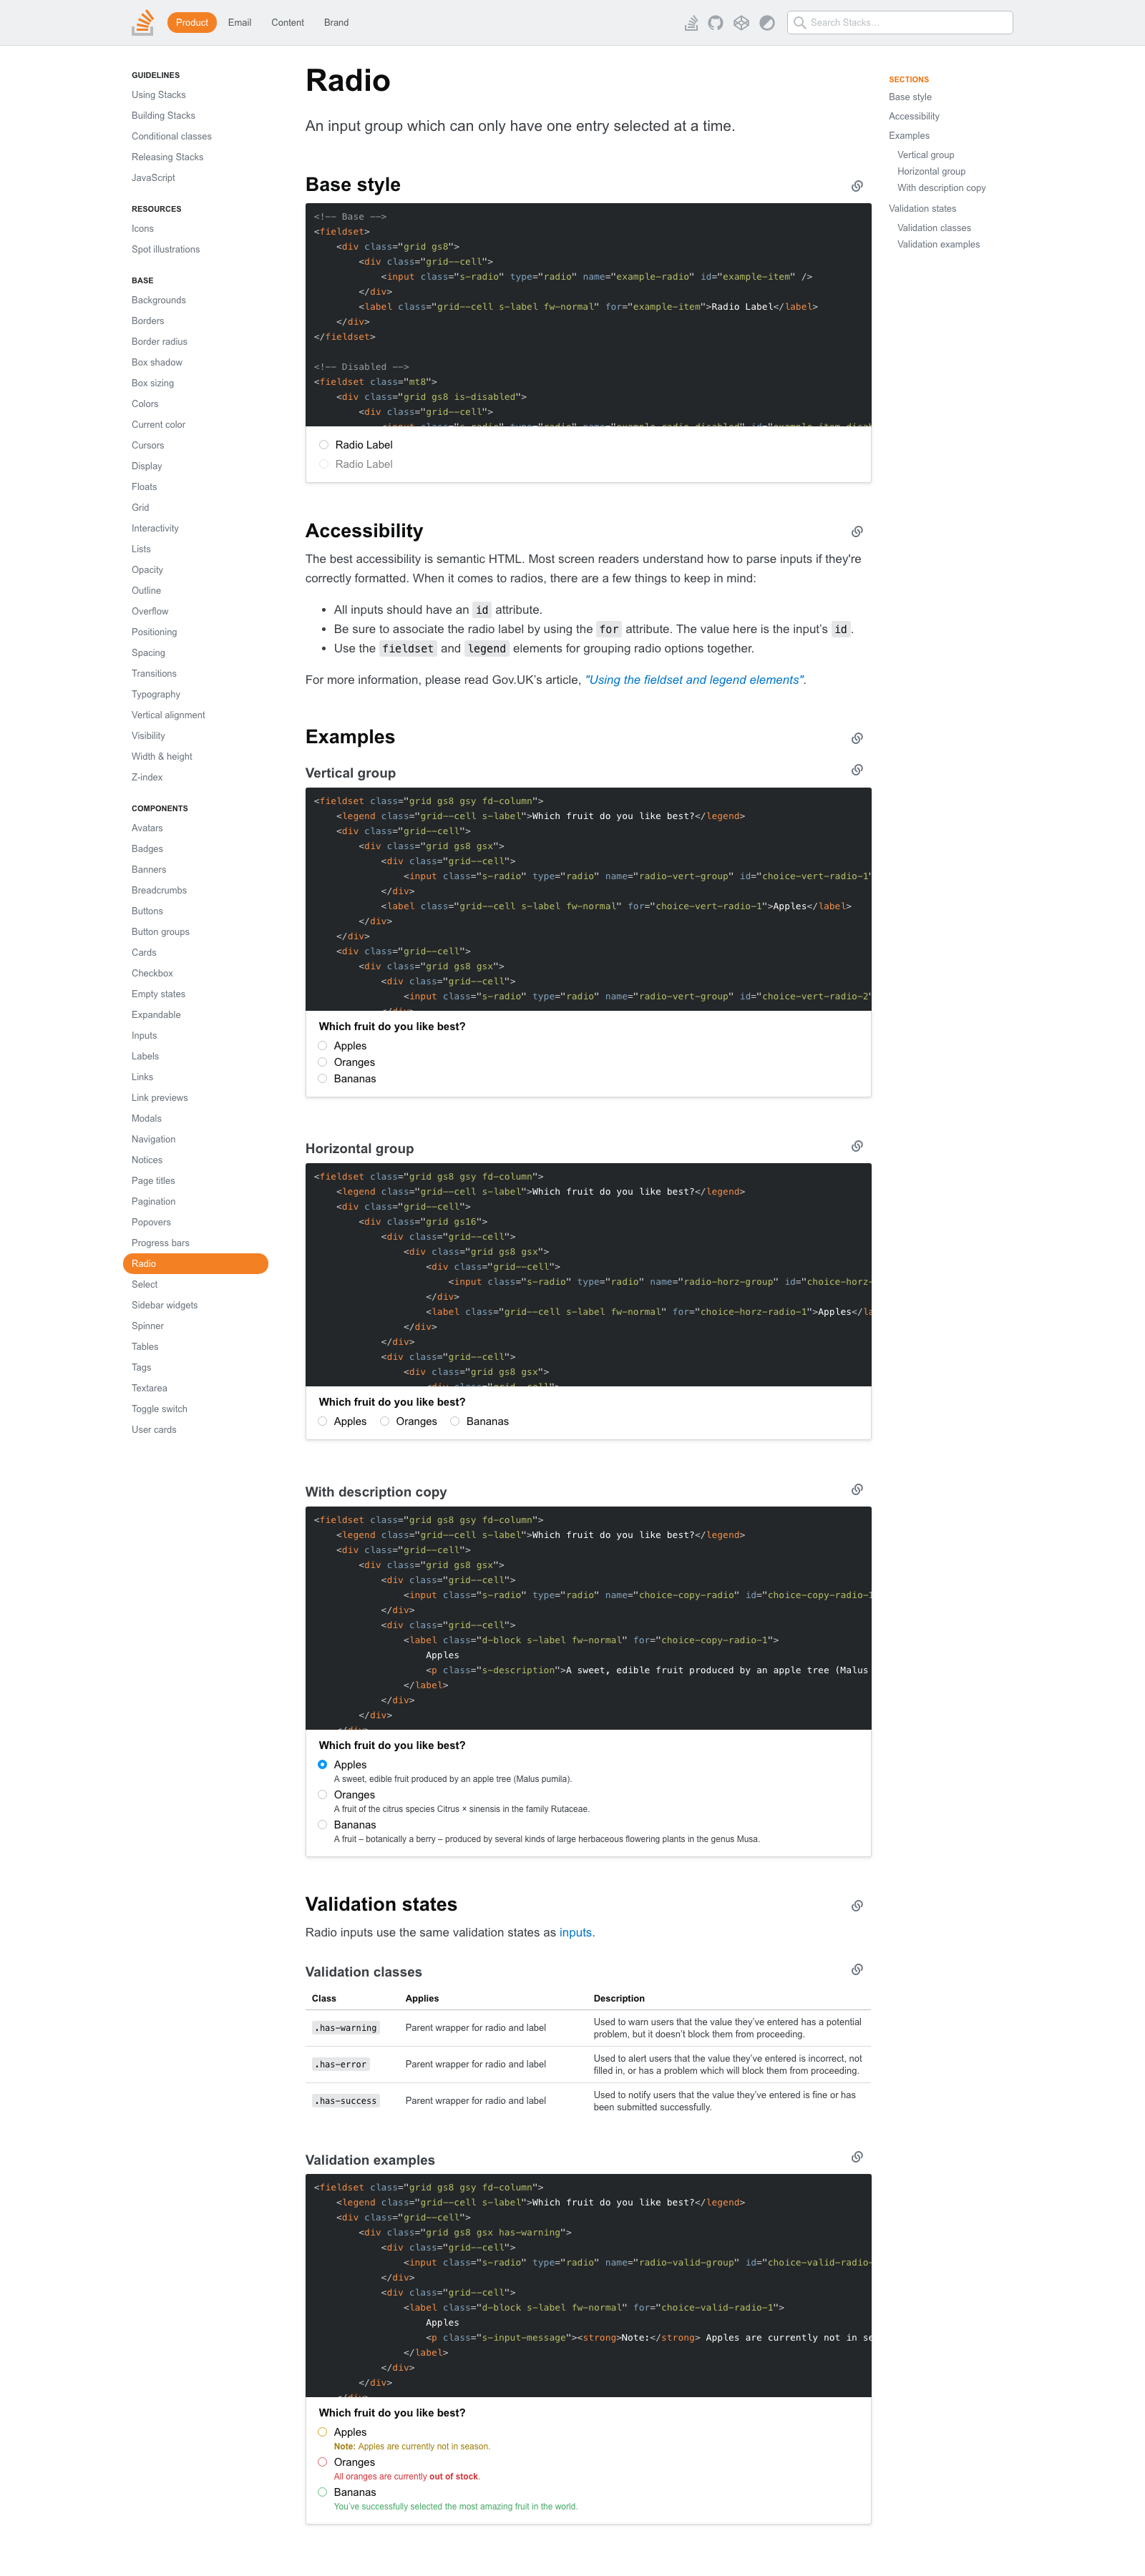 Product Email Content Brand
Search Stacks…
GUIDELINES
Using Stacks
Building Stacks
Conditional classes
Releasing Stacks
JavaScript
RESOURCES
Icons
Spot illustrations
BASE
Backgrounds
Borders
Border radius
Box shadow
Box sizing
Colors
Current color
Cursors
Display
Floats
Grid
Interactivity
Lists
Opacity
Outline
Overflow
Positioning
Spacing
Transitions
Typography
Vertical alignment
Visibility
Width & height
Z-index
COMPONENTS
Avatars
Badges
Banners
Breadcrumbs
Buttons
Button groups
Cards
Checkbox
Empty states
Expandable
Inputs
Labels
Links
Link previews
Modals
Navigation
Notices
Page titles
Pagination
Popovers
Progress bars
Radio
Select
Sidebar widgets
Spinner
Tables
Tags
Textarea
Toggle switch
User cards
Radio
An input group which can only have one entry selected at a time.
Base style
<!-- Base -->
<fieldset>
<div class="grid gs8">
<div class="grid--cell">
<input class="s-radio" type="radio" name="example-radio" id="example-item" />
</div>
<label class="grid--cell s-label fw-normal" for="example-item">Radio Label</label>
</div>
</fieldset>
<!-- Disabled -->
<fieldset class="mt8">
<div class="grid gs8 is-disabled">
<div class="grid--cell">
Radio Label
Radio Label
Accessibility
The best accessibility is semantic HTML. Most screen readers understand how to parse inputs if they're
correctly formatted. When it comes to radios, there are a few things to keep in mind:
• All inputs should have an id attribute.
• Be sure to associate the radio label by using the for attribute. The value here is the input's id.
• Use the fieldset and legend elements for grouping radio options together.
For more information, please read Gov.UK's article, "Using the fieldset and legend elements".
Examples
Vertical group
<fieldset class="grid gs8 gsy fd-column">
<legend class="grid--cell s-label">Which fruit do you like best?</legend>
<div class="grid--cell">
<div class="grid gs8 gsx">
<div class="grid--cell">
<input class="s-radio" type="radio" name="radio-vert-group" id="choice-vert-radio-1"
</div>
<label class="grid--cell s-label fw-normal" for="choice-vert-radio-1">Apples</label>
</div>
</div>
<div class="grid--cell">
<div class="grid gs8 gsx">
<div class="grid--cell">
<input class="s-radio" type="radio" name="radio-vert-group" id="choice-vert-radio-2"
Which fruit do you like best?
Apples
Oranges
Bananas
Horizontal group
<fieldset class="grid gs8 gsy fd-column">
<legend class="grid--cell s-label">Which fruit do you like best?</legend>
<div class="grid--cell">
<div class="grid gs16">
<div class="grid--cell">
<div class="grid gs8 gsx">
<div class="grid--cell">
<input class="s-radio" type="radio" name="radio-horz-group" id="choice-horz-
</div>
<label class="grid--cell s-label fw-normal" for="choice-horz-radio-1">Apples</la
</div>
</div>
<div class="grid--cell">
<div class="grid gs8 gsx">
Which fruit do you like best?
Apples Oranges Bananas
With description copy
<fieldset class="grid gs8 gsy fd-column">
<legend class="grid--cell s-label">Which fruit do you like best?</legend>
<div class="grid--cell">
<div class="grid gs8 gsx">
<div class="grid--cell">
<input class="s-radio" type="radio" name="choice-copy-radio" id="choice-copy-radio-1
</div>
<div class="grid--cell">
<label class="d-block s-label fw-normal" for="choice-copy-radio-1">
Apples
<p class="s-description">A sweet, edible fruit produced by an apple tree (Malus
</label>
</div>
</div>
Which fruit do you like best?
Apples
A sweet, edible fruit produced by an apple tree (Malus pumila).
Oranges
A fruit of the citrus species Citrus × sinensis in the family Rutaceae.
Bananas
A fruit – botanically a berry – produced by several kinds of large herbaceous flowering plants in the genus Musa.
Validation states
Radio inputs use the same validation states as inputs.
Validation classes
Class Applies Description
.has-warning Parent wrapper for radio and label Used to warn users that the value they've entered has a potential
problem, but it doesn't block them from proceeding.
.has-error Parent wrapper for radio and label Used to alert users that the value they've entered is incorrect, not
filled in, or has a problem which will block them from proceeding.
.has-success Parent wrapper for radio and label Used to notify users that the value they've entered is fine or has
been submitted successfully.
Validation examples
<fieldset class="grid gs8 gsy fd-column">
<legend class="grid--cell s-label">Which fruit do you like best?</legend>
<div class="grid--cell">
<div class="grid gs8 gsx has-warning">
<div class="grid--cell">
<input class="s-radio" type="radio" name="radio-valid-group" id="choice-valid-radio-
</div>
<div class="grid--cell">
<label class="d-block s-label fw-normal" for="choice-valid-radio-1">
Apples
<p class="s-input-message"><strong>Note:</strong> Apples are currently not in se
</label>
</div>
</div>
Which fruit do you like best?
Apples
Note: Apples are currently not in season.
Oranges
All oranges are currently out of stock.
Bananas
You've successfully selected the most amazing fruit in the world.
SECTIONS
Base style
Accessibility
Examples
Vertical group
Horizontal group
With description copy
Validation states
Validation classes
Validation examples